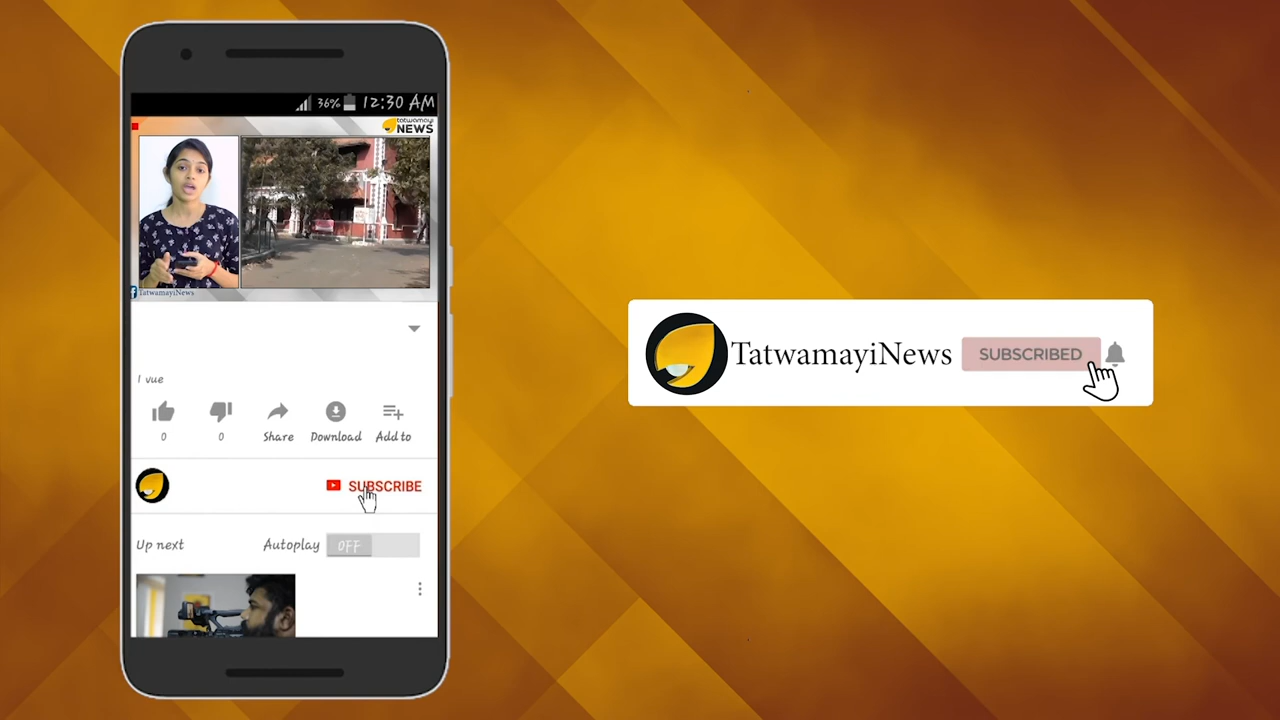 36% 12:30 AM
tatwamayi
NEWS
TatwamayiNews
1 vue
0 0 Share Download Add to
SUBSCRIBE
Up next Autoplay OFF
TatwamayiNews SUBSCRIBED